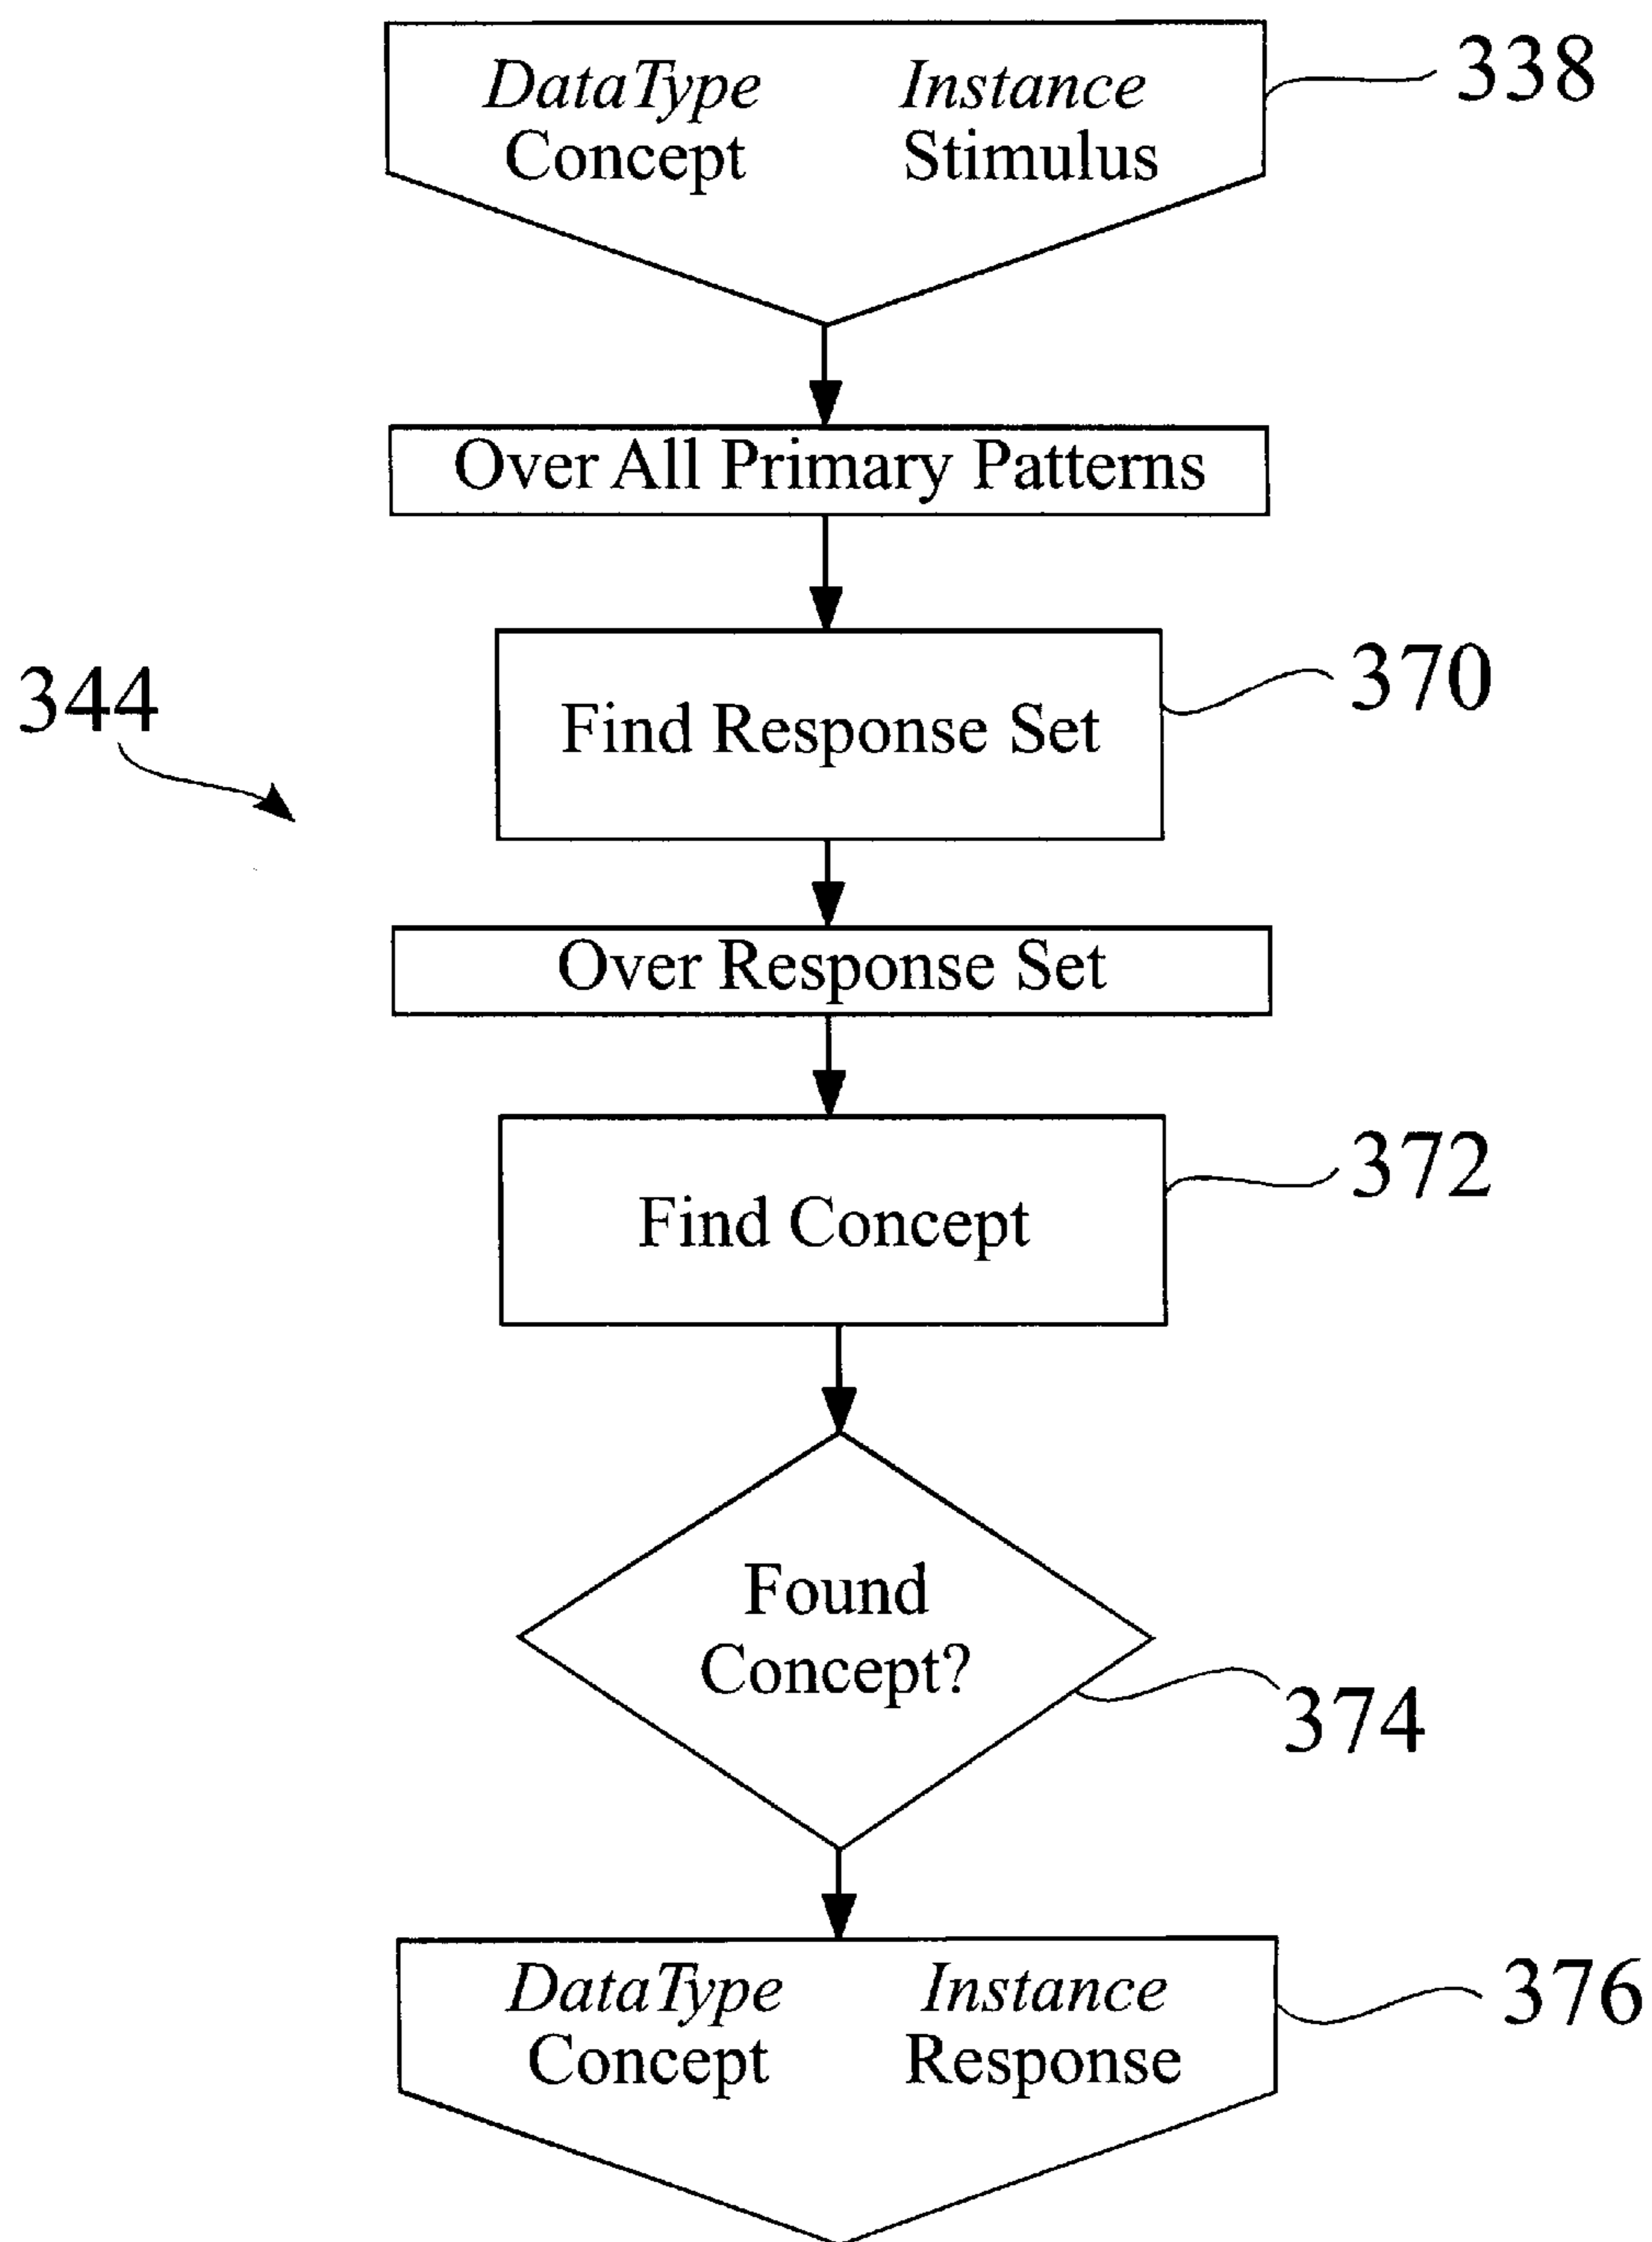 DataType Instance 338
Concept Stimulus
Over All Primary Patterns
344
Find Response Set 370
Over Response Set
Find Concept 372
Found
Concept?
374
DataType Instance 376
Concept Response